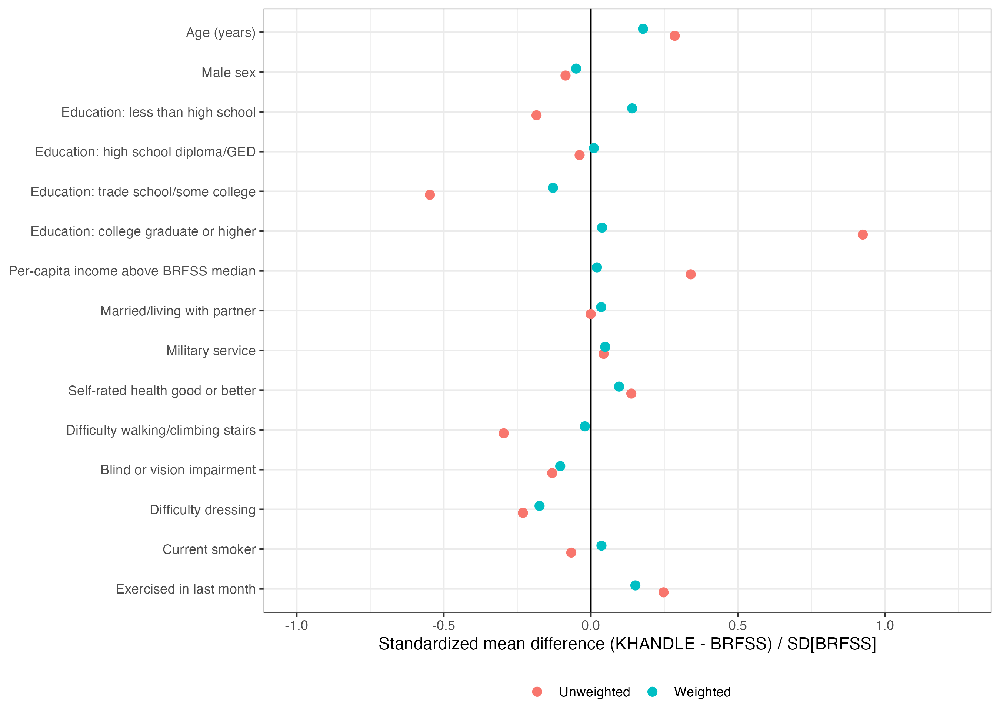 Age (years)
Male sex
Education: less than high school
Education: high school diploma/GED
Education: trade school/some college
Education: college graduate or higher
Per-capita income above BRFSS median
Married/living with partner
Military service
Self-rated health good or better
Difficulty walking/climbing stairs
Blind or vision impairment
Difficulty dressing
Current smoker
Exercised in last month
-1.0 -0.5 0.0 0.5 1.0
Standardized mean difference (KHANDLE - BRFSS) / SD[BRFSS]
Unweighted Weighted